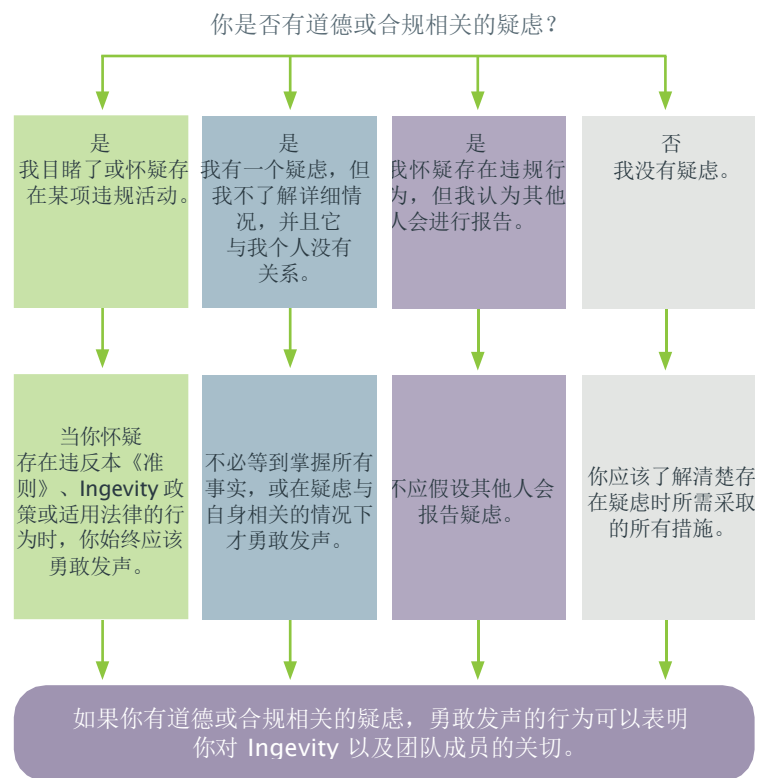 你是否有道德或合规相关的疑虑？
是
我目睹了或怀疑存
在某项违规活动。
是
我有一个疑虑，但
我不了解详细情
况，并且它
与我个人没有
关系。
是
我怀疑存在违规行
为，但我认为其他
人会进行报告。
否
我没有疑虑。
当你怀疑
存在违反本《准
则》、Ingevity 政
策或适用法律的行
为时，你始终应该
勇敢发声。
不必等到掌握所有
事实，或在疑虑与
自身相关的情况下
才勇敢发声。
不应假设其他人会
报告疑虑。
你应该了解清楚存
在疑虑时所需采取
的所有措施。
如果你有道德或合规相关的疑虑，勇敢发声的行为可以表明
你对 Ingevity 以及团队成员的关切。